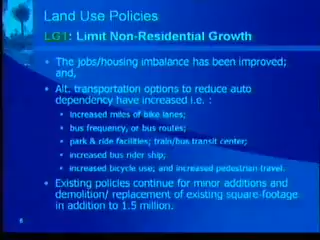 Land Use Policies
LG1: Limit Non-Residential Growth
• The jobs/housing imbalance has been improved;
and,
• Alt. transportation options to reduce auto
dependency have increased i.e. :
• Increased miles of bike lanes;
• bus frequency, or bus routes;
• park & ride facilities; train/bus transit center;
• increased bus rider ship;
• increased bicycle use; and increased pedestrian travel.
• Existing policies continue for minor additions and
demolition/ replacement of existing square-footage
in addition to 1.5 million.